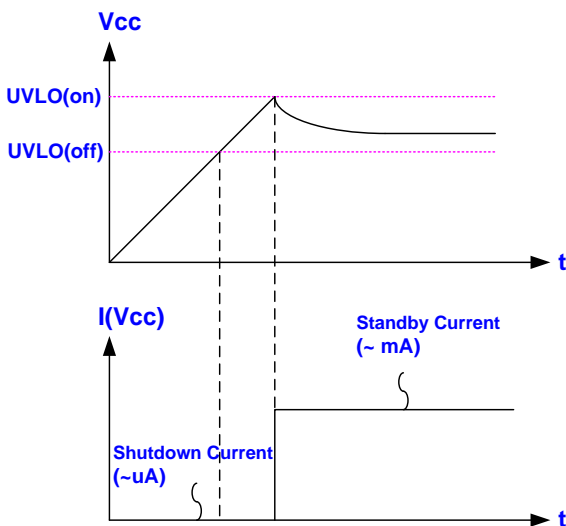 Vcc
UVLO(on)
UVLO(off)
t
I(Vcc)
Standby Current
(~ mA)
Shutdown Current
(~uA)
t